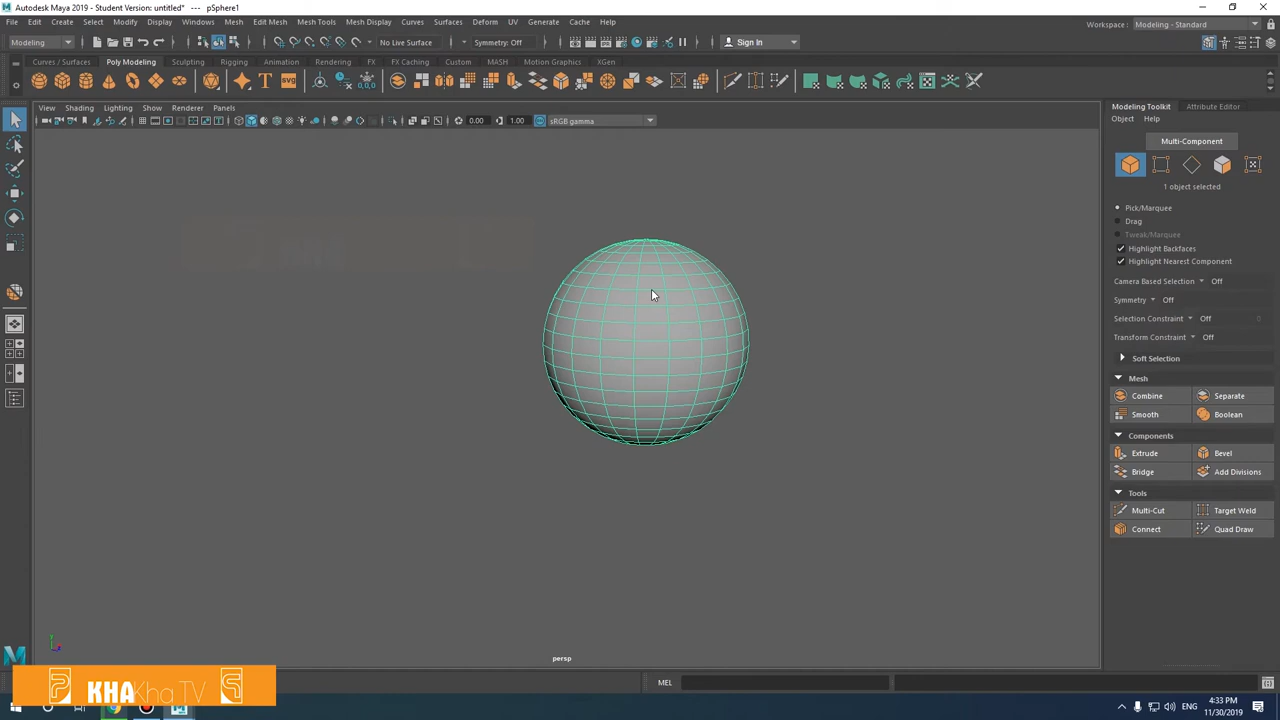 Autodesk Maya 2019 - Student Version: untitled* --- pSphere1
File Edit Create Select Modify Display Windows Mesh Edit Mesh Mesh Tools Mesh Display Curves Surfaces Deform UV Generate Cache Help
Workspace : Modeling - Standard
Modeling No Live Surface Symmetry: Off Sign In
Curves / Surfaces Poly Modeling Sculpting Rigging Animation Rendering FX FX Caching Custom MASH Motion Graphics XGen
View Shading Lighting Show Renderer Panels
0.00 1.00 sRGB gamma
Modeling Toolkit Attribute Editor
Object Help
Multi-Component
1 object selected
Pick/Marquee
Drag
Tweak/Marquee
Highlight Backfaces
Highlight Nearest Component
Camera Based Selection Off
Symmetry Off
Selection Constraint Off
Transform Constraint Off
Soft Selection
Mesh
Combine Separate
Smooth Boolean
Components
Extrude Bevel
Bridge Add Divisions
Tools
Multi-Cut Target Weld
Connect Quad Draw
persp
MEL
KHAKhaTV
ENG
4:33 PM
11/30/2019